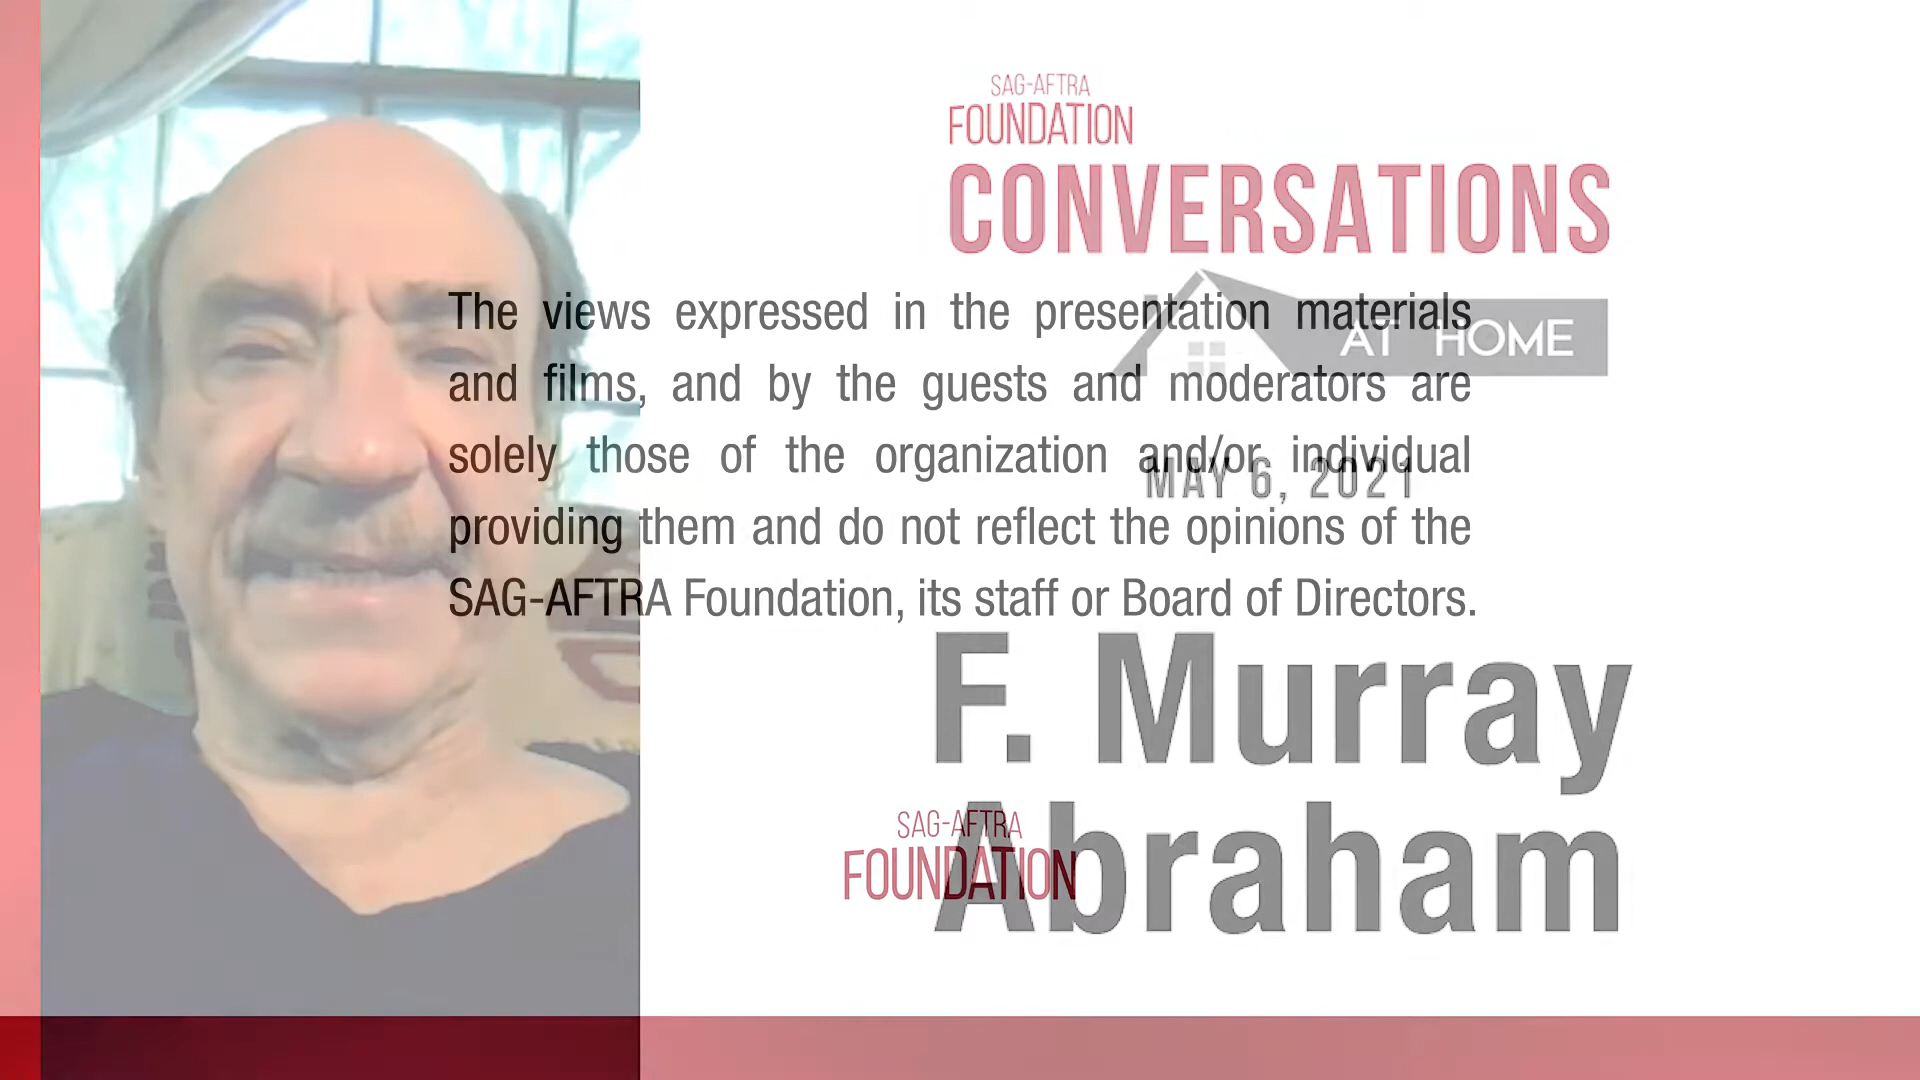 SAG-AFTRA
FOUNDATION
CONVERSATIONS
AT HOME
The views expressed in the presentation materials
and films, and by the guests and moderators are
solely those of the organization and/or individual
MAY 6, 2021
providing them and do not reflect the opinions of the
SAG-AFTRA Foundation, its staff or Board of Directors.
F. Murray
Abraham
SAG-AFTRA
FOUNDATION